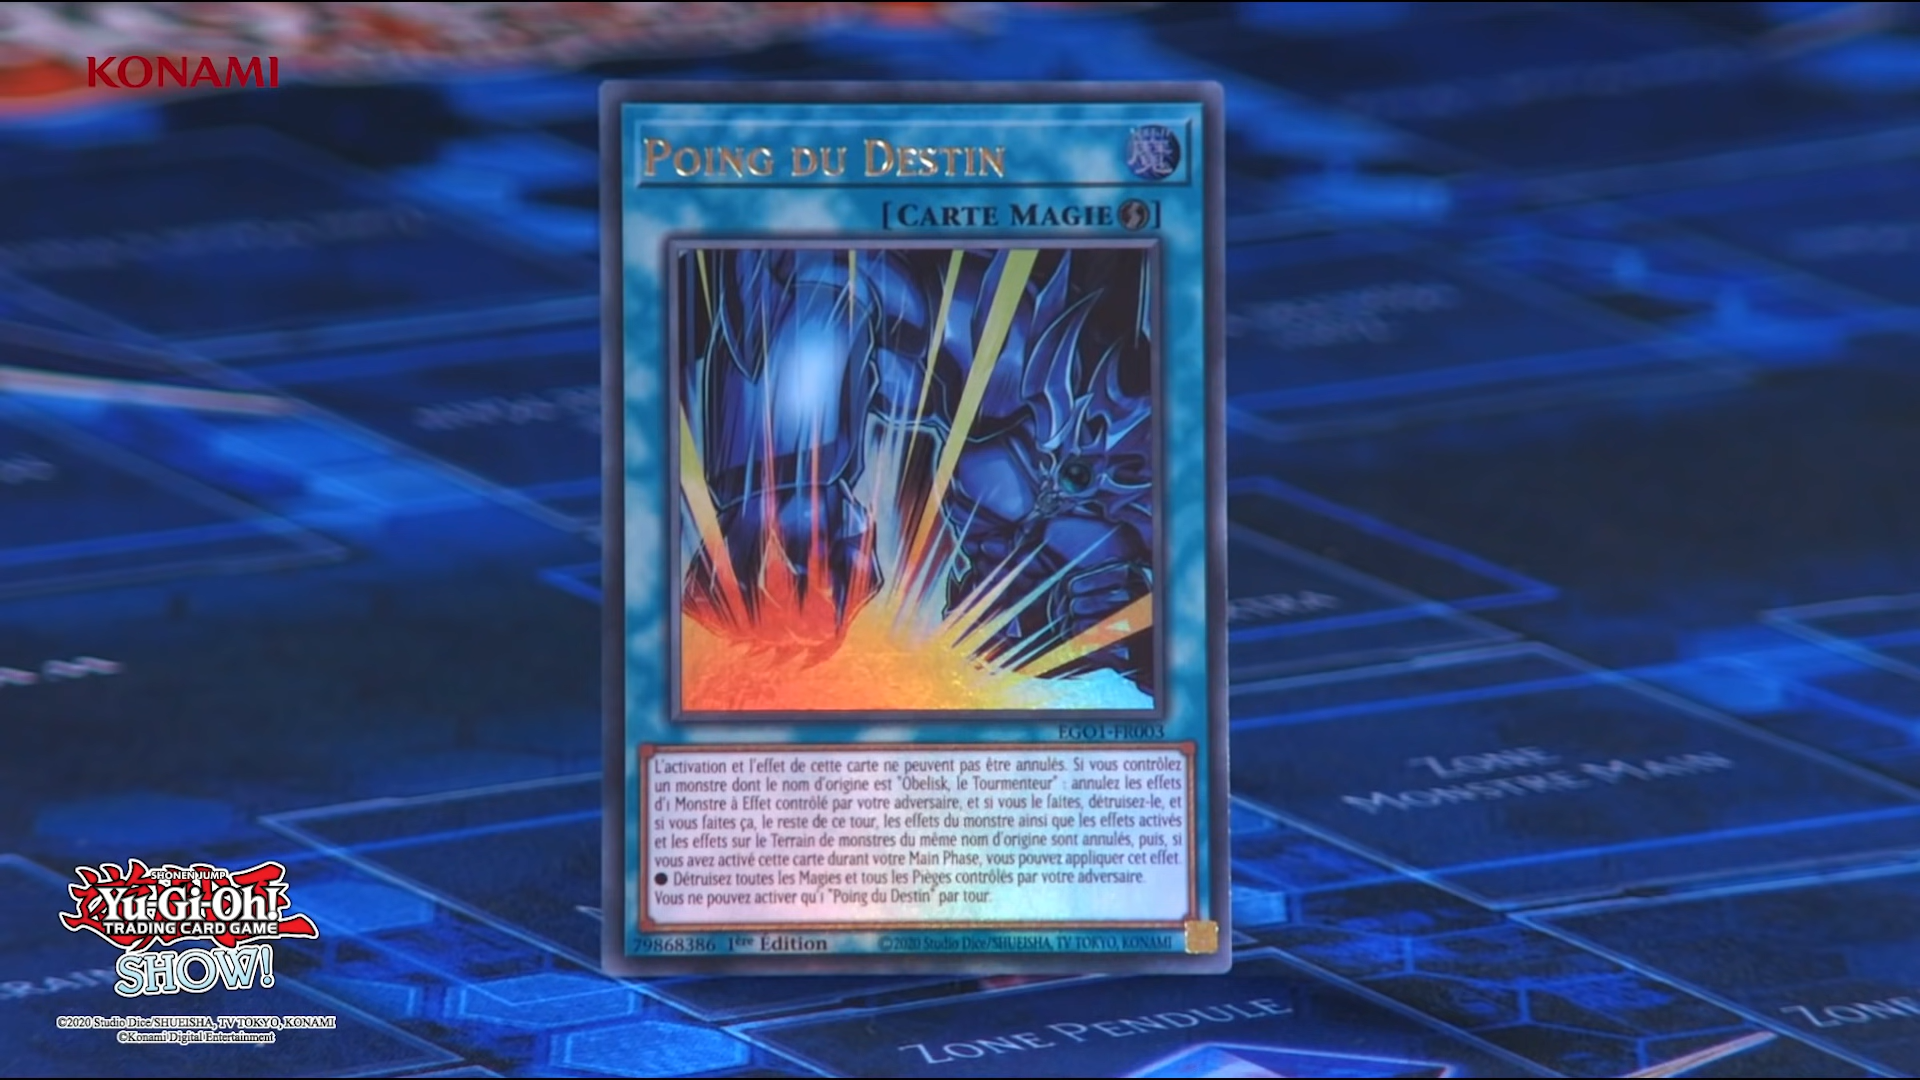 KONAMI
POING DU DESTIN
[CARTE MAGIE]
EGO1-FR003
L'activation et l'effet de cette carte ne peuvent pas être annulés. Si vous contrôlez
un monstre dont le nom d'origine est "Obelisk, le Tourmenteur" : annulez les effets
d'1 Monstre à Effet contrôlé par votre adversaire, et si vous le faites, détruisez-le, et
si vous faites ça, le reste de ce tour, les effets du monstre ainsi que les effets activés
et les effets sur le Terrain de monstres du même nom d'origine sont annulés, puis, si
vous avez activé cette carte durant votre Main Phase, vous pouvez appliquer cet effet.
● Détruisez toutes les Magies et tous les Pièges contrôlés par votre adversaire.
Vous ne pouvez activer qu'1 "Poing du Destin" par tour.
79868386 1ère Édition ©2020 Studio Dice/SHUEISHA, TV TOKYO, KONAMI
ZONE
MONSTRE MAIN
ZONE PENDULE
ZONE
SHONEN JUMP
Yu-Gi-Oh!
TRADING CARD GAME
SHOW!
©2020 Studio Dice/SHUEISHA, TV TOKYO, KONAMI
©Konami Digital Entertainment